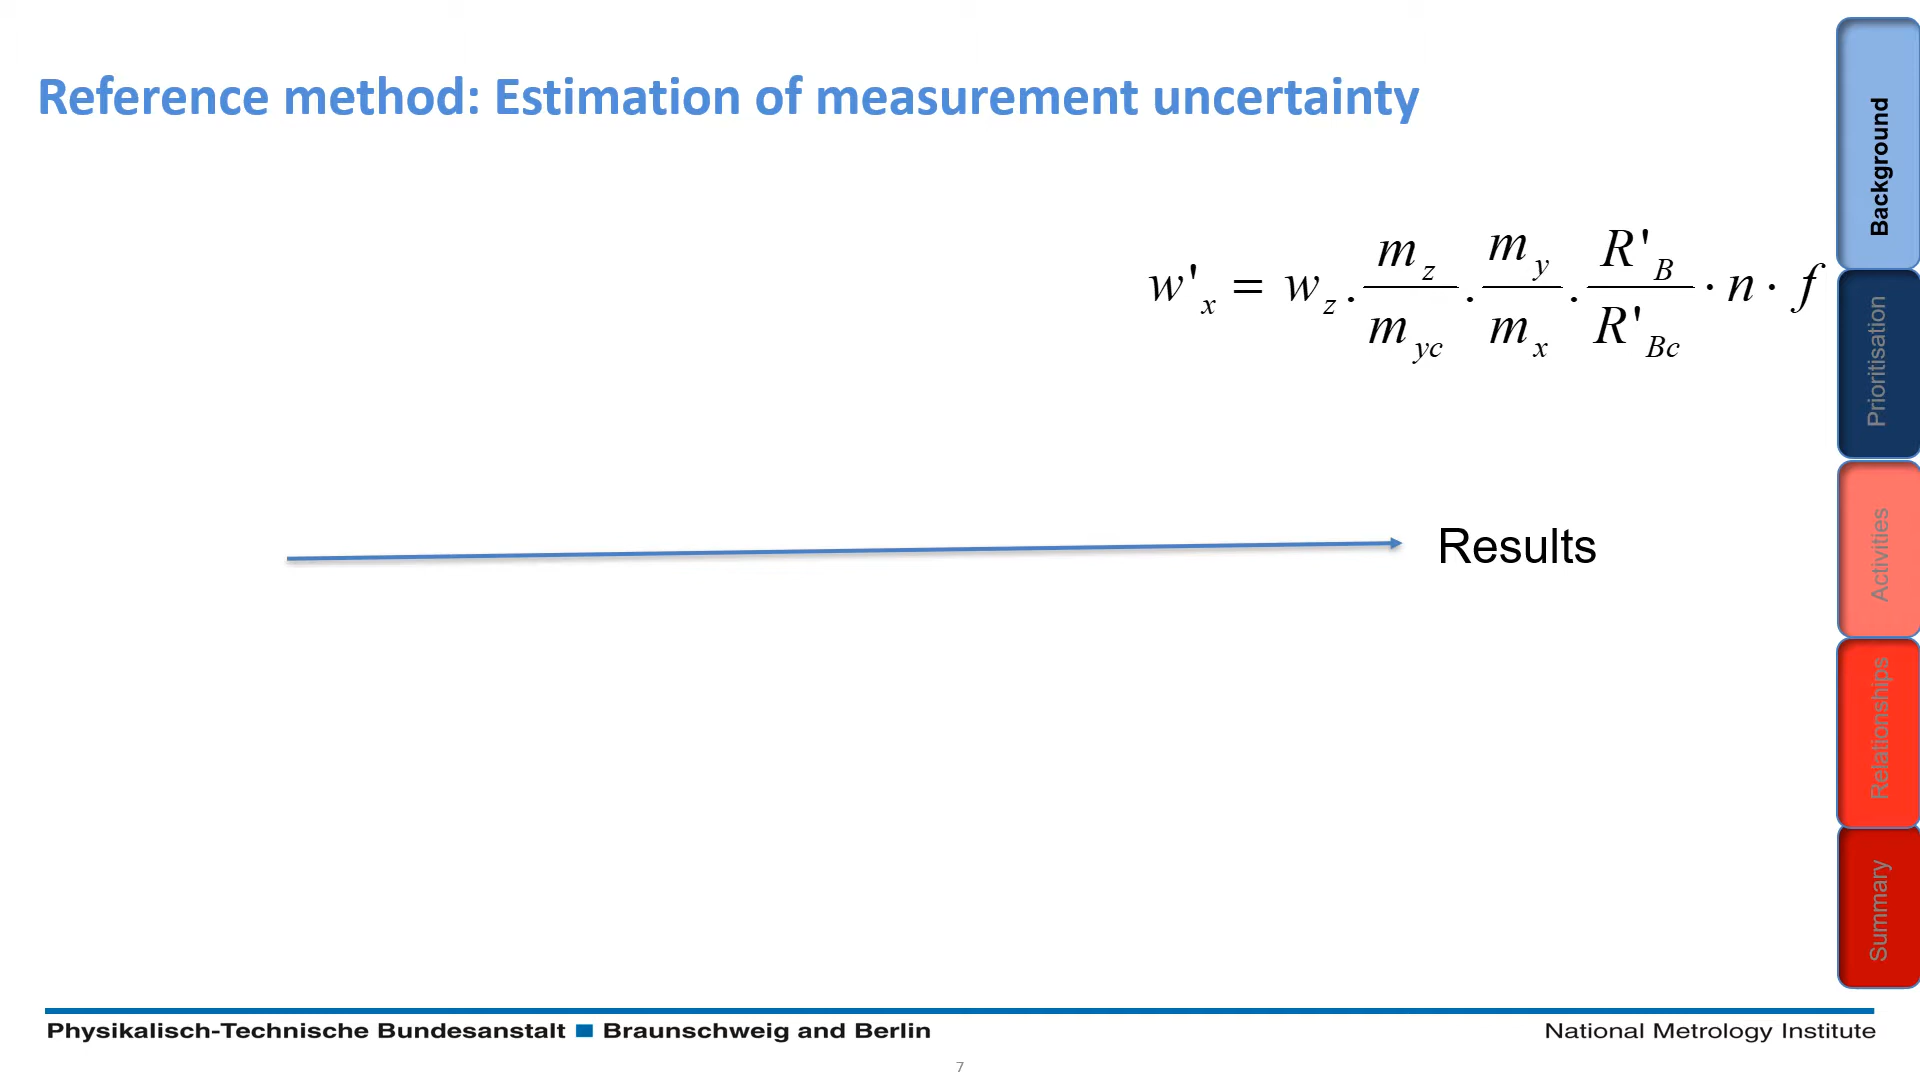 Reference method: Estimation of measurement uncertainty
w'x = wz . mz/myc . my/mx . R'B/R'Bc · n · f
Results
Background
Prioritisation
Activities
Relationships
Summary
Physikalisch-Technische Bundesanstalt ■ Braunschweig and Berlin
National Metrology Institute
7